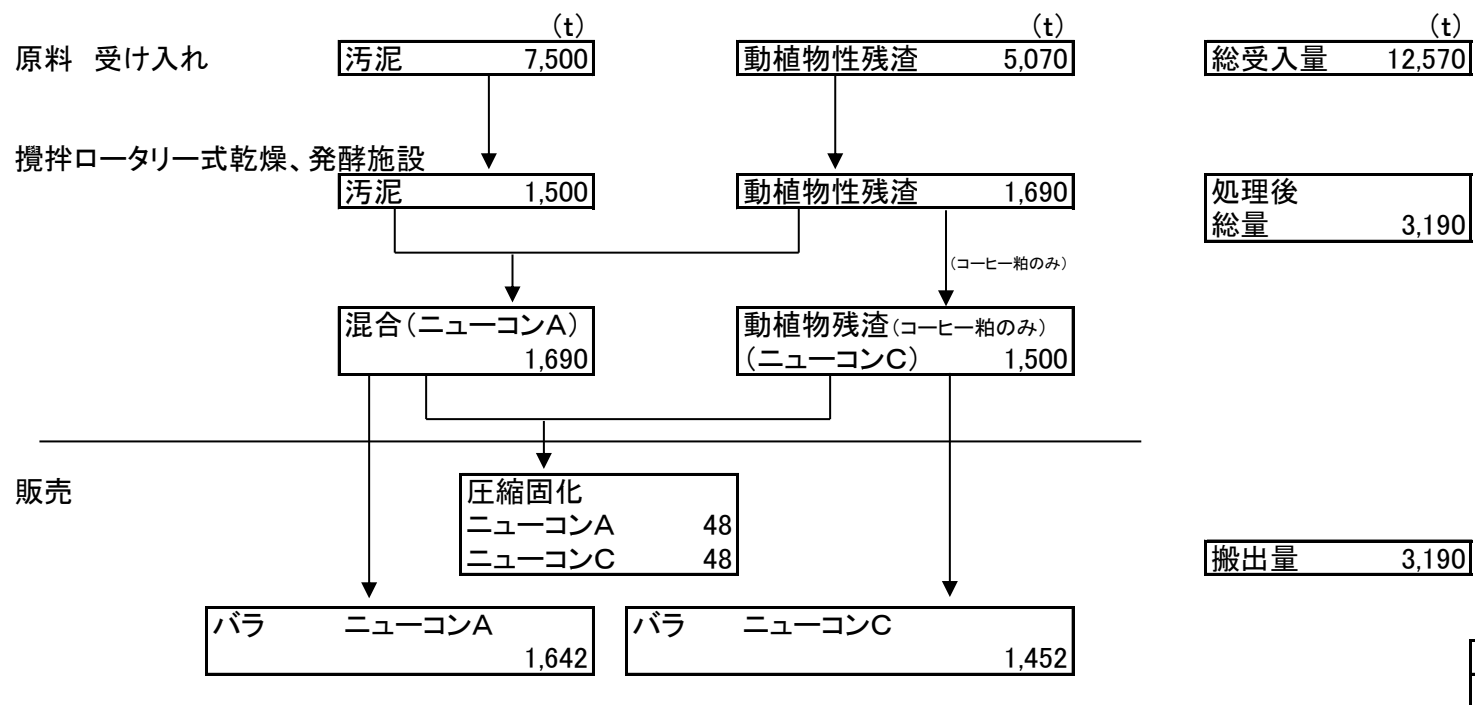 (t) (t) (t)
原料 受け入れ 汚泥 7,500 動植物性残渣 5,070 総受入量 12,570
攪拌ロータリー式乾燥、発酵施設
汚泥 1,500 動植物性残渣 1,690 処理後
総量 3,190
(コーヒー粕のみ)
混合(ニューコンA)
1,690
動植物残渣(コーヒー粕のみ)
(ニューコンC) 1,500
販売
圧縮固化
ニューコンA 48
ニューコンC 48
搬出量 3,190
バラ ニューコンA
1,642
バラ ニューコンC
1,452